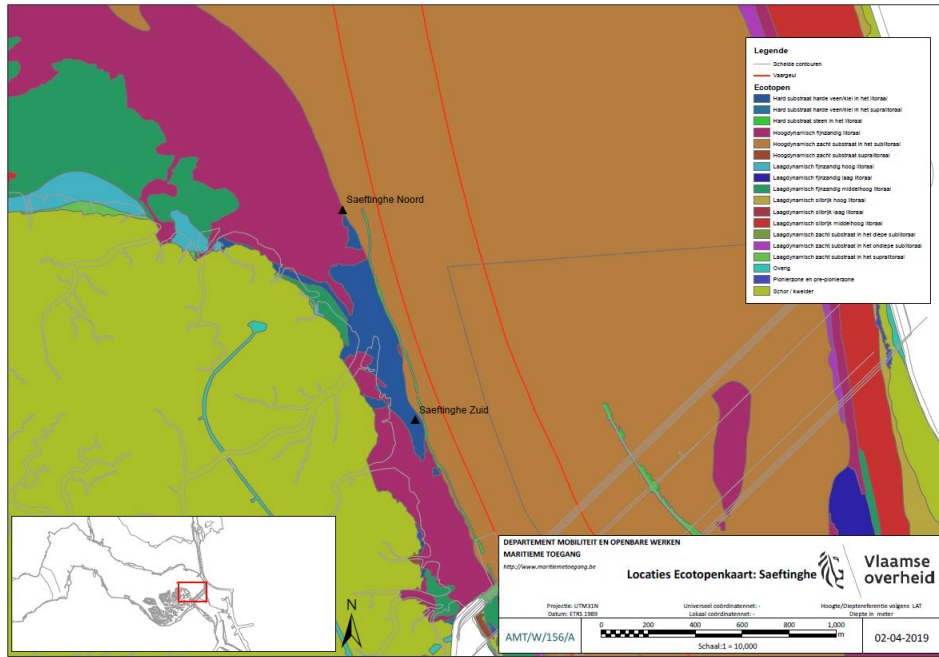 Legende
Schelde contouren
Vaargeul
Ecotopen
Hard substraat harde veen/klei in het litoraal
Hard substraat harde veen/klei in het supralitoraal
Hard substraat steen in het litoraal
Hoogdynamisch fijnzandig litoraal
Hoogdynamisch zacht substraat in het sublitoraal
Hoogdynamisch zacht substraat supralitoraal
Laagdynamisch fijnzandig hoog litoraal
Laagdynamisch fijnzandig laag litoraal
Laagdynamisch fijnzandig middelhoog litoraal
Laagdynamisch slibrijk hoog litoraal
Laagdynamisch slibrijk laag litoraal
Laagdynamisch slibrijk middelhoog litoraal
Laagdynamisch zacht substraat in het diepe sublitoraal
Laagdynamisch zacht substraat in het ondiepe sublitoraal
Laagdynamisch zacht substraat in het supralitoraal
Overig
Pionierzone en pre-pionierzone
Schor / kwelder
Saeftinghe Noord
Saeftinghe Zuid
N
DEPARTEMENT MOBILITEIT EN OPENBARE WERKEN
MARITIEME TOEGANG
http://www.maritiemetoegang.be
Locaties Ecotopenkaart: Saeftinghe
Vlaamse
overheid
Projectie: UTM31N
Datum: ETRS 1989
Universeel coördinatennet: -
Lokaal coördinatennet: -
Hoogte/Dieptereferentie volgens LAT
Diepte in meter
AMT/W/156/A
0 200 400 600 800 1,000
m
Schaal:1 = 10,000
02-04-2019